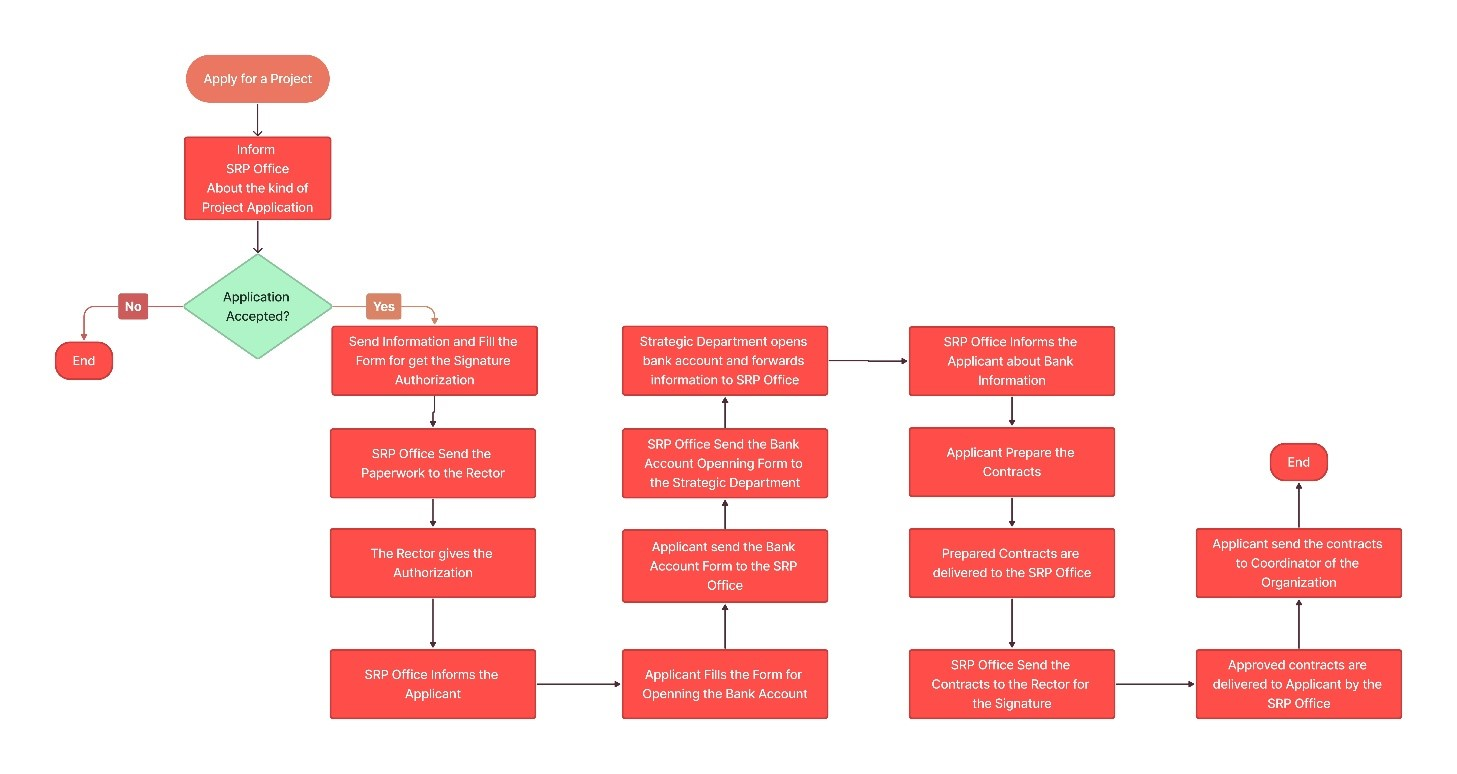 Apply for a Project
Inform
SRP Office
About the kind of
Project Application
Application
Accepted?
No
End
Yes
Send Information and Fill the
Form for get the Signature
Authorization
SRP Office Send the
Paperwork to the Rector
The Rector gives the
Authorization
SRP Office Informs the
Applicant
Applicant Fills the Form for
Openning the Bank Account
Applicant send the Bank
Account Form to the SRP
Office
SRP Office Send the Bank
Account Openning Form to
the Strategic Department
Strategic Department opens
bank account and forwards
information to SRP Office
SRP Office Informs the
Applicant about Bank
Information
Applicant Prepare the
Contracts
Prepared Contracts are
delivered to the SRP Office
SRP Office Send the
Contracts to the Rector for
the Signature
Approved contracts are
delivered to Applicant by the
SRP Office
Applicant send the contracts
to Coordinator of the
Organization
End